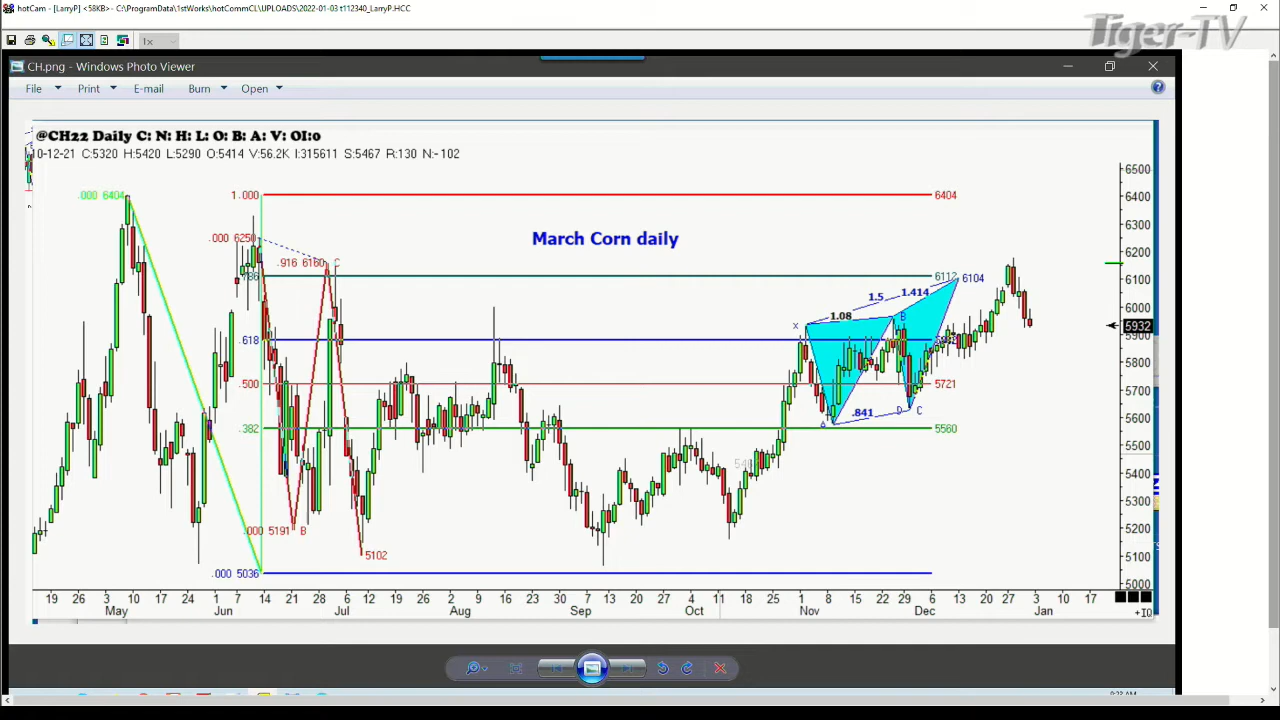 hotCam - [LarryP] <58KB> - C:\ProgramData\1stWorks\hotCommCL\UPLOADS\2022-01-03 t112340_LarryP.HCC
Tiger-TV
1x
CH.png - Windows Photo Viewer
File Print E-mail Burn Open
@CH22 Daily C: N: H: L: O: B: A: V: OI:0
10-12-21 C:5320 H:5420 L:5290 O:5414 V:56.2K I:315611 S:5467 R:130 N:-102
6500
.000 6404 1.000 6404 6400
6300
.000 6250 March Corn daily
6200
.916 6160 C
6112 6104 6100
1.5 1.414
6000
X 1.08 B
5932
.618 5900
5800
.500 5721
5700
.841 D C
5600
A
.382 5560
5500
5400
5300
.000 5191 B 5200
5102 5100
.000 5036
5000
19 26 3 10 17 24 1 7 14 21 28 6 12 19 26 2 9 16 23 30 7 13 20 27 4 11 18 25 1 8 15 22 29 6 13 20 27 3 10 17
May Jun Jul Aug Sep Oct Nov Dec Jan
+IQ